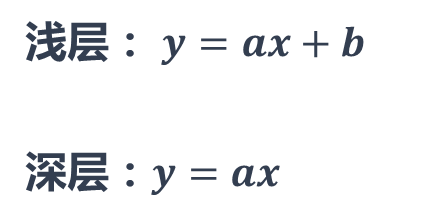 浅层： y = ax + b
深层：y = ax